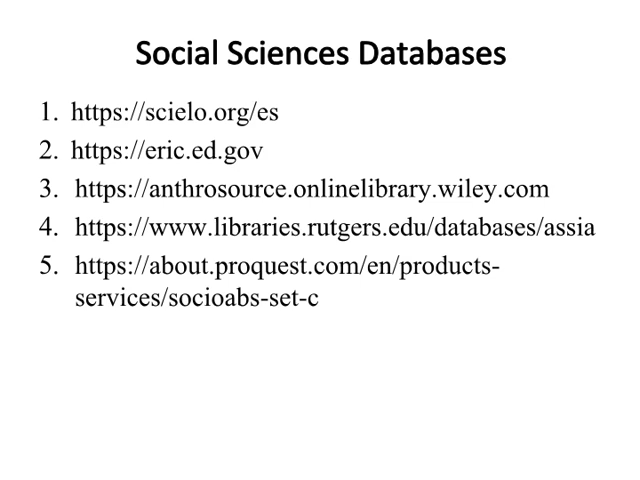 Social Sciences Databases
1. https://scielo.org/es
2. https://eric.ed.gov
3. https://anthrosource.onlinelibrary.wiley.com
4. https://www.libraries.rutgers.edu/databases/assia
5. https://about.proquest.com/en/products-
services/socioabs-set-c